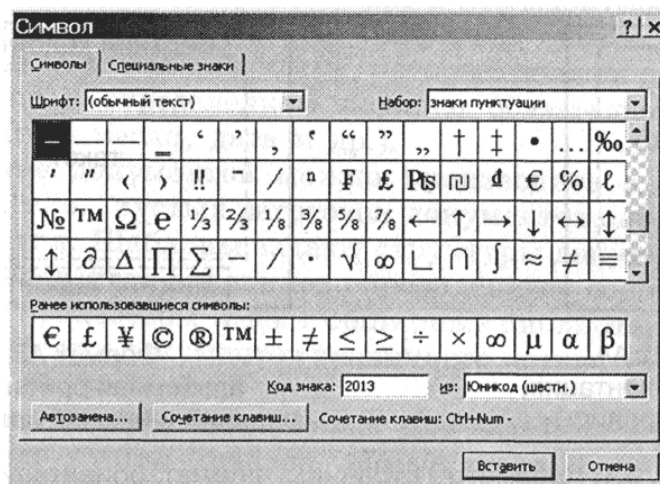 Символ ? ×
Символы Специальные знаки
Шрифт: (обычный текст) Набор: знаки пунктуации
– — ― ‗ ‘ ’ ‚ ‛ “ ” „ † ‡ • … ‰
′ ″ ‹ › ‼ ‾ ⁄ ⁿ ₣ £ ₧ ₪ ₫ € ℅ ℓ
№ ™ Ω ℮ ⅓ ⅔ ⅛ ⅜ ⅝ ⅞ ← ↑ → ↓ ↔ ↕
↨ ∂ ∆ ∏ ∑ − ∕ ∙ √ ∞ ∟ ∩ ∫ ≈ ≠ ≡
Ранее использовавшиеся символы:
€ £ ¥ © ® ™ ± ≠ ≤ ≥ ÷ × ∞ µ α β
Код знака: 2013 из: Юникод (шестн.)
Автозамена... Сочетание клавиш... Сочетание клавиш: Ctrl+Num -
Вставить Отмена